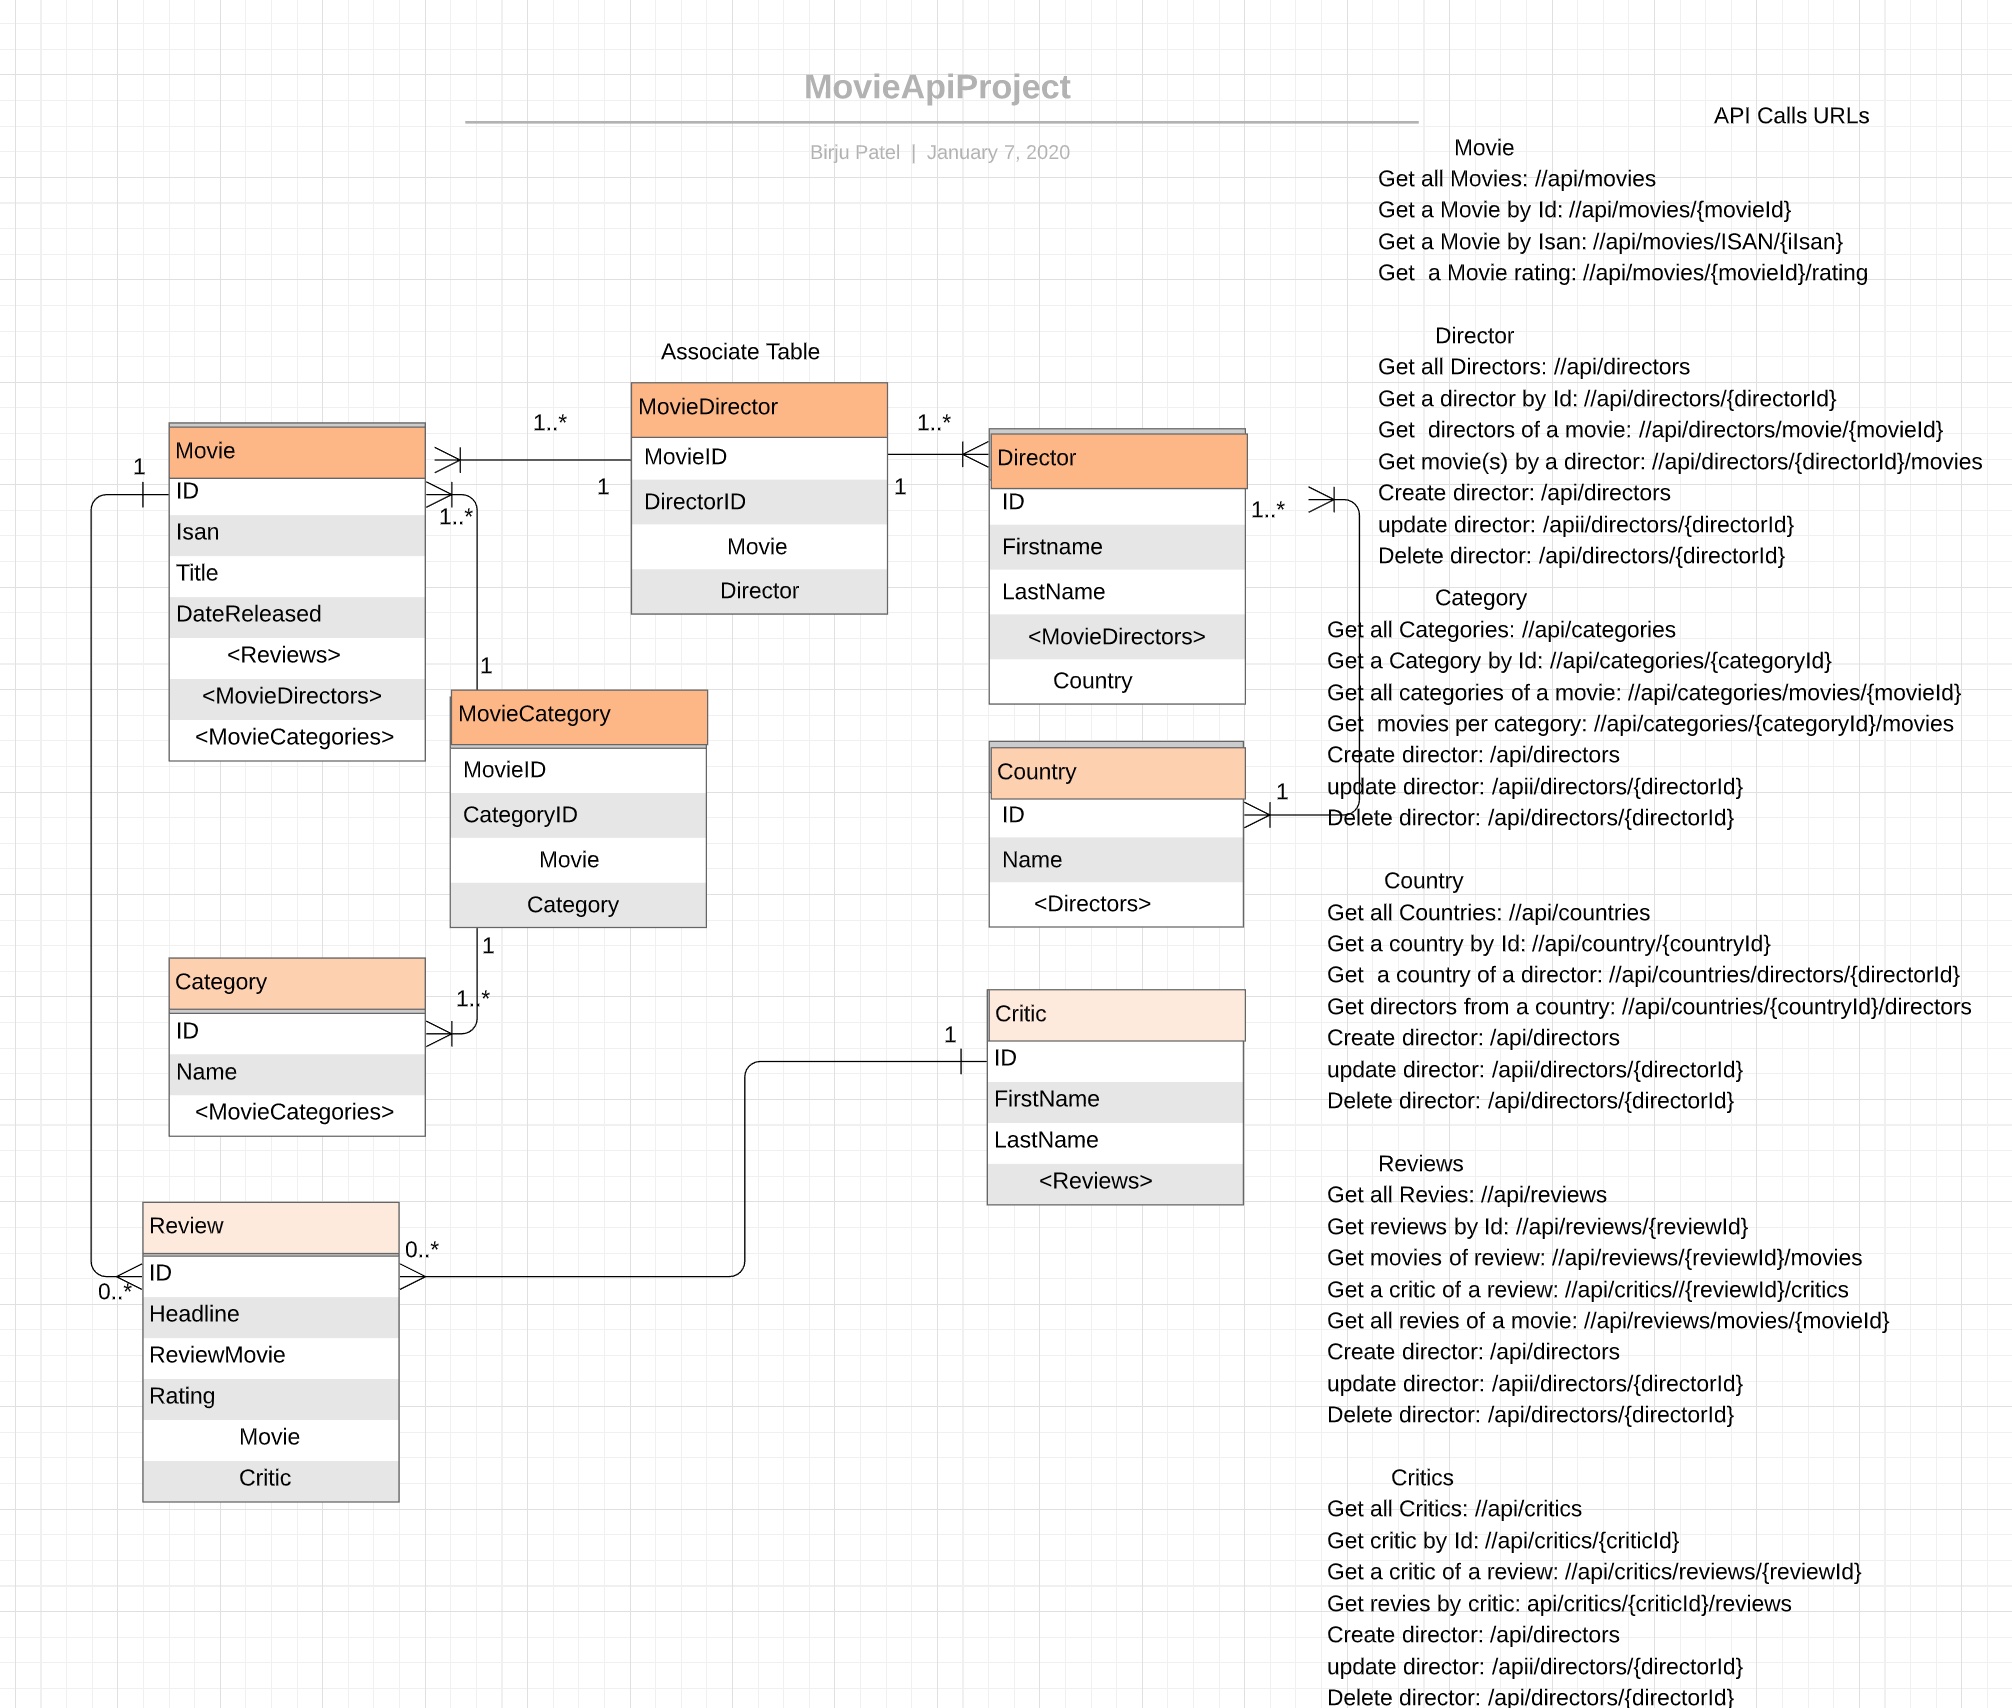 MovieApiProject
Birju Patel | January 7, 2020
Associate Table
Movie
ID
Isan
Title
DateReleased
<Reviews>
<MovieDirectors>
<MovieCategories>
1
1..*
1..*
1
1
1..*
MovieDirector
MovieID
DirectorID
Movie
Director
Director
ID
Firstname
LastName
<MovieDirectors>
Country
1..*
1
MovieCategory
MovieID
CategoryID
Movie
Category
1
1..*
Country
ID
Name
<Directors>
1
Category
ID
Name
<MovieCategories>
Critic
ID
FirstName
LastName
<Reviews>
1
Review
ID
Headline
ReviewMovie
Rating
Movie
Critic
0..*
0..*
API Calls URLs
Movie
Get all Movies: //api/movies
Get a Movie by Id: //api/movies/{movieId}
Get a Movie by Isan: //api/movies/ISAN/{iIsan}
Get  a Movie rating: //api/movies/{movieId}/rating
Director
Get all Directors: //api/directors
Get a director by Id: //api/directors/{directorId}
Get  directors of a movie: //api/directors/movie/{movieId}
Get movie(s) by a director: //api/directors/{directorId}/movies
Create director: /api/directors
update director: /apii/directors/{directorId}
Delete director: /api/directors/{directorId}
Category
Get all Categories: //api/categories
Get a Category by Id: //api/categories/{categoryId}
Get all categories of a movie: //api/categories/movies/{movieId}
Get  movies per category: //api/categories/{categoryId}/movies
Create director: /api/directors
update director: /apii/directors/{directorId}
Delete director: /api/directors/{directorId}
Country
Get all Countries: //api/countries
Get a country by Id: //api/country/{countryId}
Get  a country of a director: //api/countries/directors/{directorId}
Get directors from a country: //api/countries/{countryId}/directors
Create director: /api/directors
update director: /apii/directors/{directorId}
Delete director: /api/directors/{directorId}
Reviews
Get all Revies: //api/reviews
Get reviews by Id: //api/reviews/{reviewId}
Get movies of review: //api/reviews/{reviewId}/movies
Get a critic of a review: //api/critics//{reviewId}/critics
Get all revies of a movie: //api/reviews/movies/{movieId}
Create director: /api/directors
update director: /apii/directors/{directorId}
Delete director: /api/directors/{directorId}
Critics
Get all Critics: //api/critics
Get critic by Id: //api/critics/{criticId}
Get a critic of a review: //api/critics/reviews/{reviewId}
Get revies by critic: api/critics/{criticId}/reviews
Create director: /api/directors
update director: /apii/directors/{directorId}
Delete director: /api/directors/{directorId}